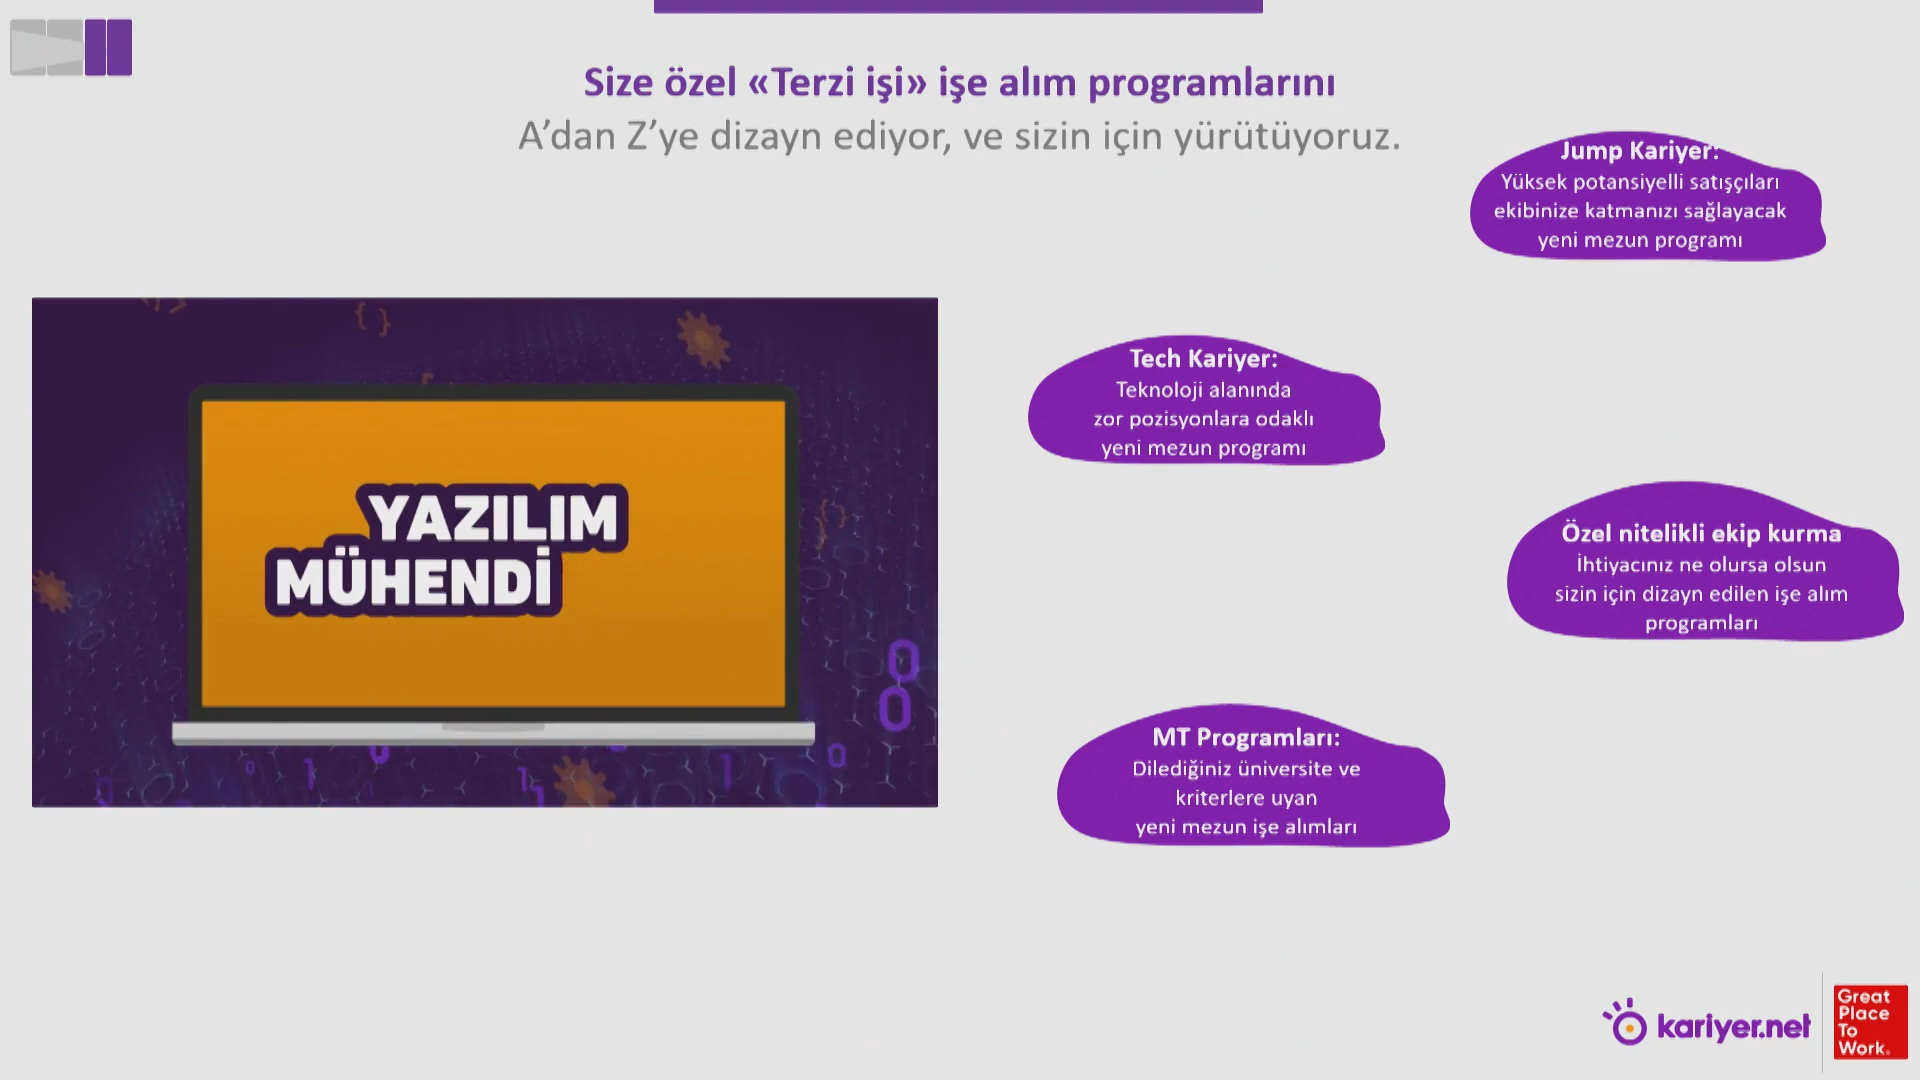 Size özel «Terzi işi» işe alım programlarını
A’dan Z’ye dizayn ediyor, ve sizin için yürütüyoruz.
Jump Kariyer:
Yüksek potansiyelli satışçıları
ekibinize katmanızı sağlayacak
yeni mezun programı
YAZILIM
MÜHENDİ
Tech Kariyer:
Teknoloji alanında
zor pozisyonlara odaklı
yeni mezun programı
Özel nitelikli ekip kurma
İhtiyacınız ne olursa olsun
sizin için dizayn edilen işe alım
programları
MT Programları:
Dilediğiniz üniversite ve
kriterlere uyan
yeni mezun işe alımları
kariyer.net
Great
Place
To
Work.